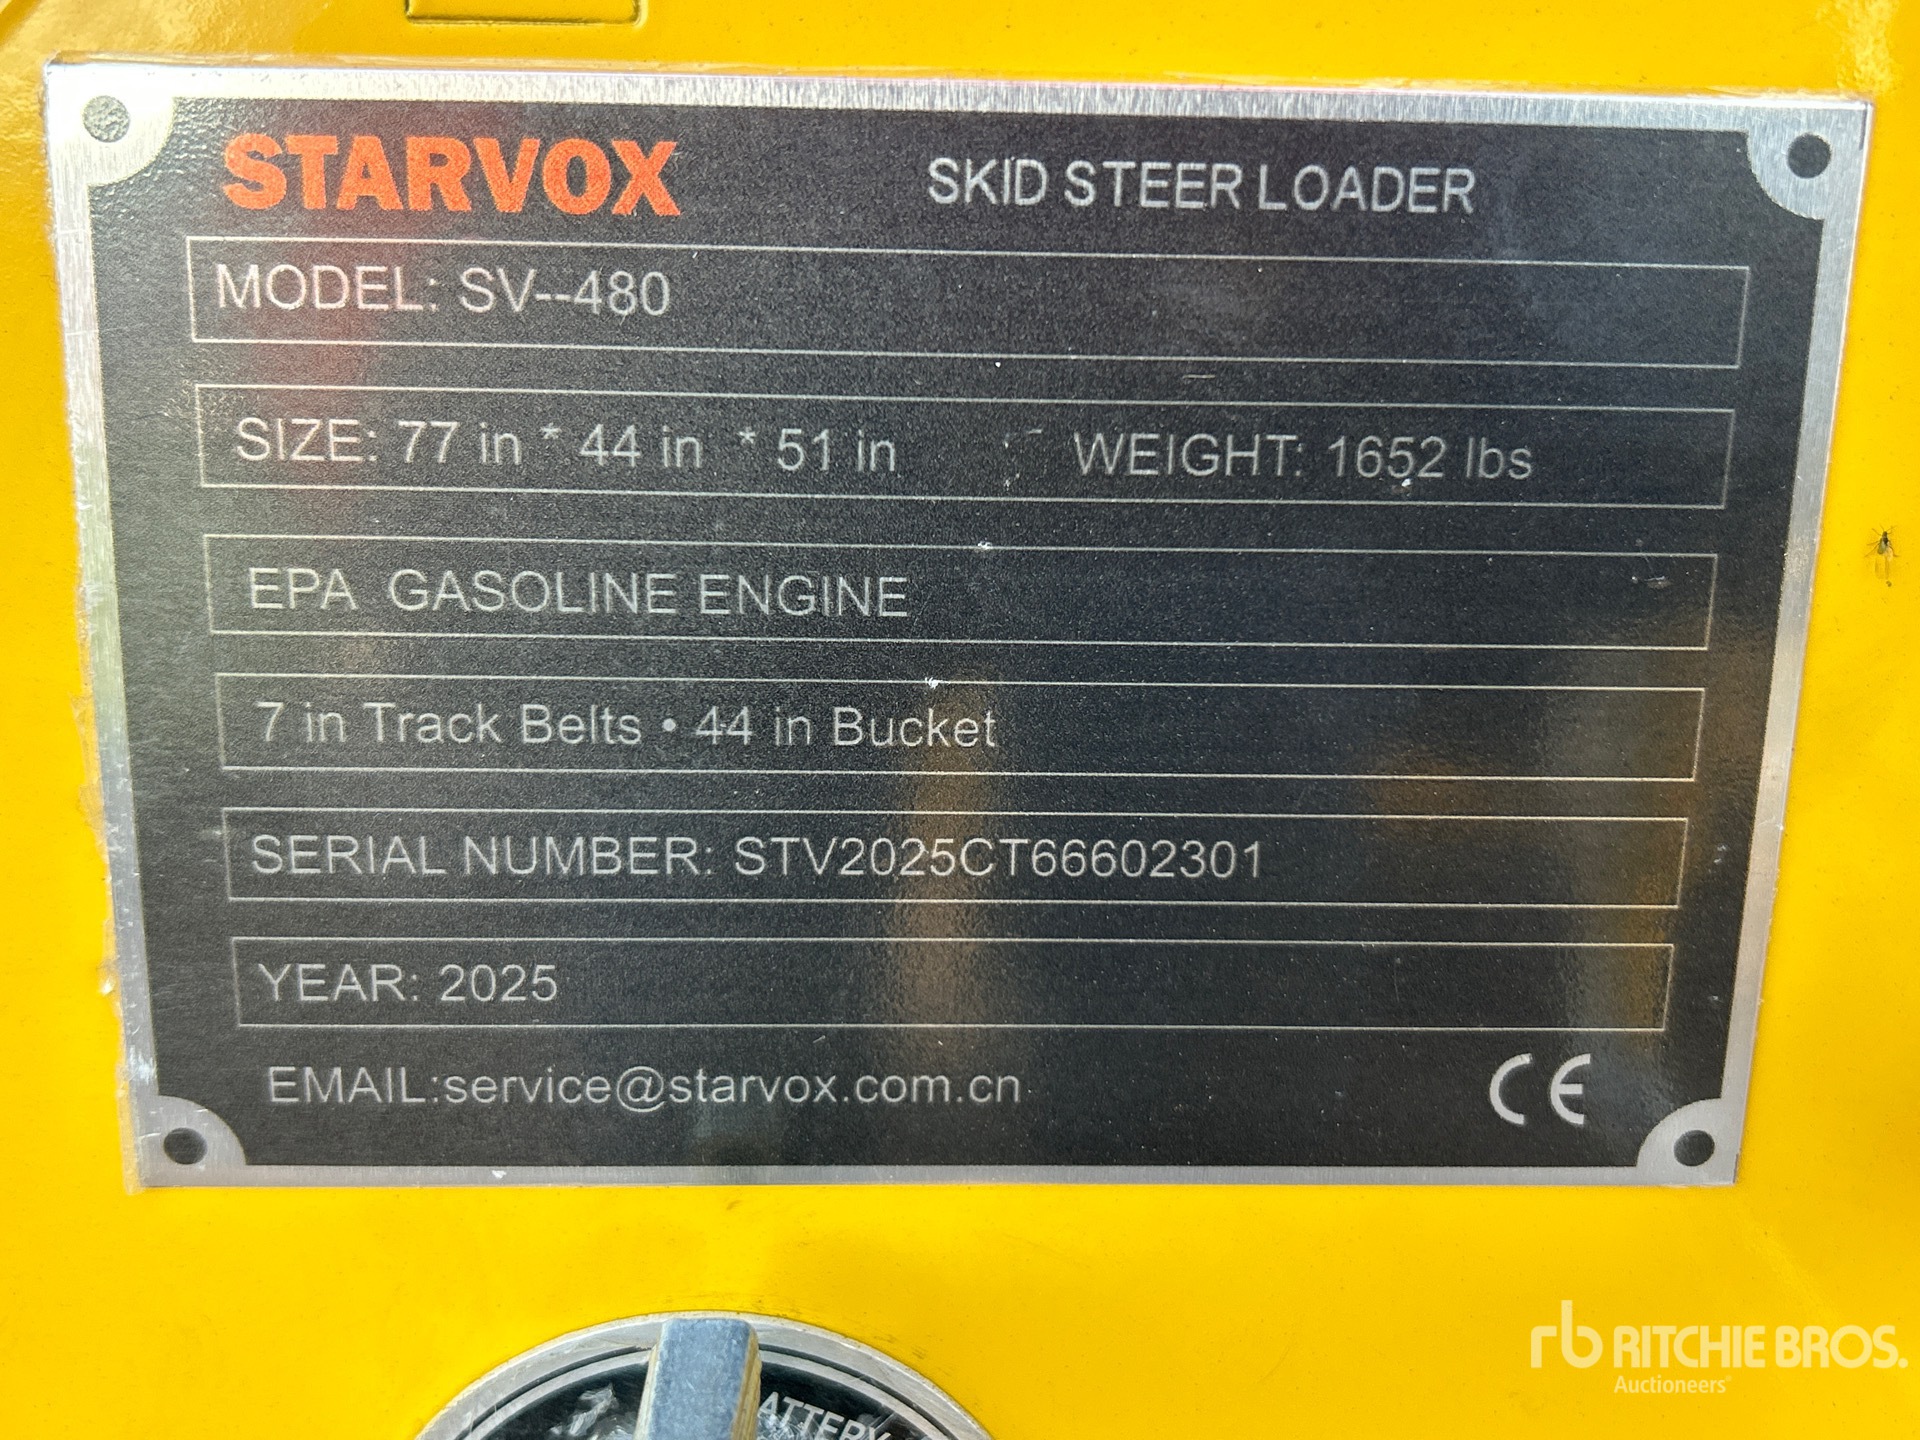 STARVOX SKID STEER LOADER
MODEL: SV--480
SIZE: 77 in * 44 in * 51 in WEIGHT: 1652 lbs
EPA GASOLINE ENGINE
7 in Track Belts • 44 in Bucket
SERIAL NUMBER: STV2025CT66602301
YEAR: 2025
EMAIL:service@starvox.com.cn CE
rb RITCHIE BROS.
Auctioneers